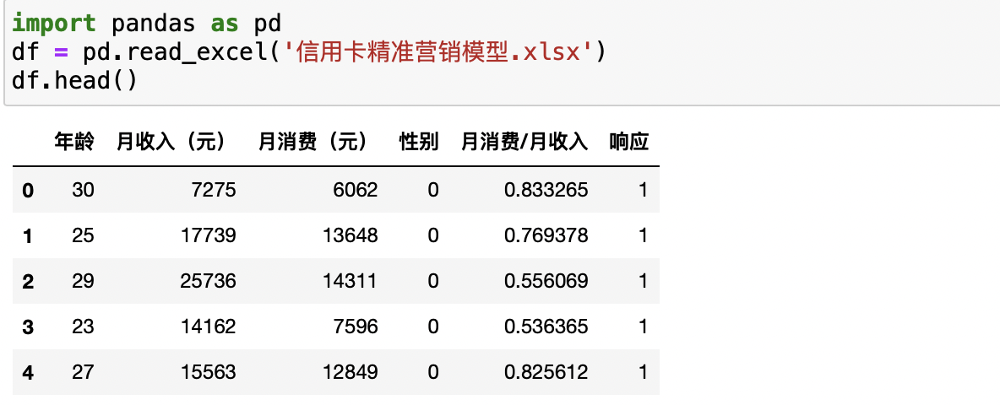 import pandas as pd
df = pd.read_excel('信用卡精准营销模型.xlsx')
df.head()
年龄 月收入（元） 月消费（元） 性别 月消费/月收入 响应
0 30 7275 6062 0 0.833265 1
1 25 17739 13648 0 0.769378 1
2 29 25736 14311 0 0.556069 1
3 23 14162 7596 0 0.536365 1
4 27 15563 12849 0 0.825612 1